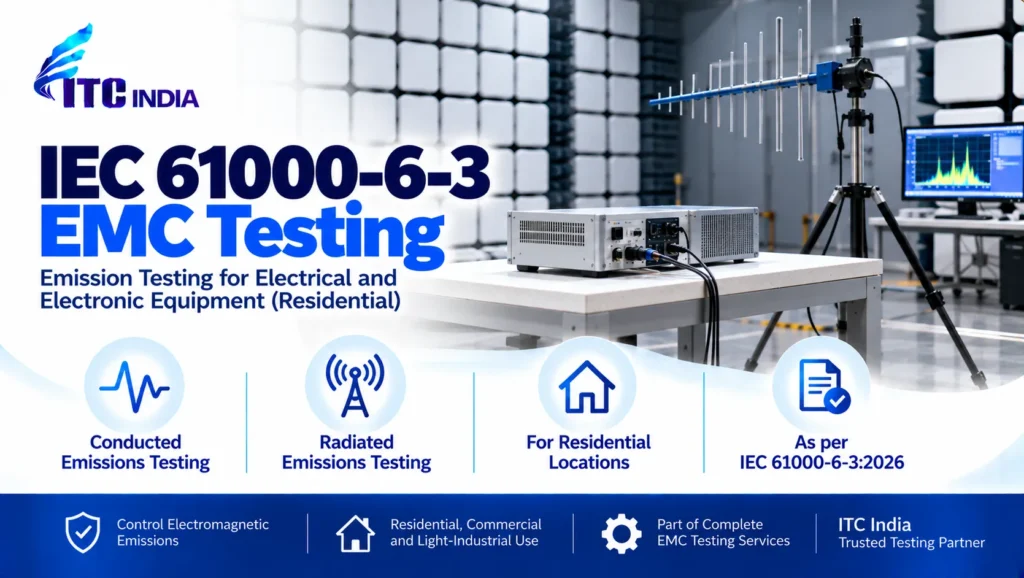 ITC INDIA
IEC 61000-6-3
EMC Testing
Emission Testing for Electrical and
Electronic Equipment (Residential)
Conducted
Emissions Testing
Radiated
Emissions Testing
For Residential
Locations
As per
IEC 61000-6-3:2026
Control Electromagnetic
Emissions
Residential, Commercial
and Light-Industrial Use
Part of Complete
EMC Testing Services
ITC India
Trusted Testing Partner